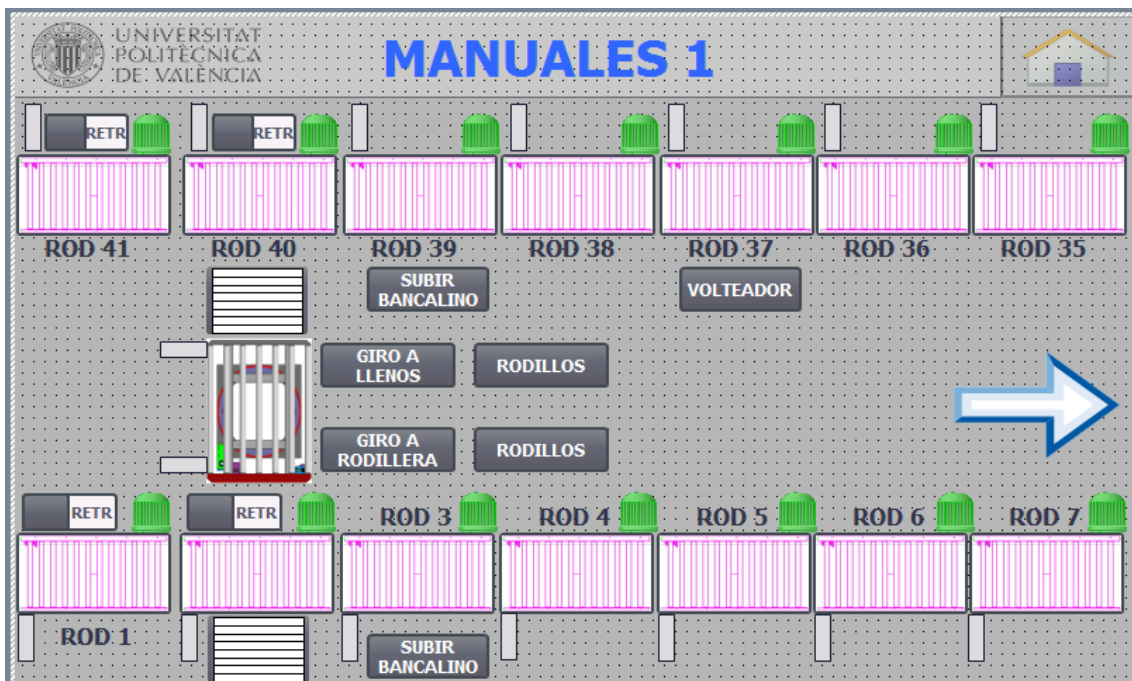 UNIVERSITAT
POLITÈCNICA
DE VALÈNCIA
MANUALES 1
RETR
RETR
ROD 41
ROD 40
ROD 39
ROD 38
ROD 37
ROD 36
ROD 35
SUBIR
BANCALINO
VOLTEADOR
GIRO A
LLENOS
RODILLOS
GIRO A
RODILLERA
RODILLOS
RETR
RETR
ROD 3
ROD 4
ROD 5
ROD 6
ROD 7
ROD 1
SUBIR
BANCALINO